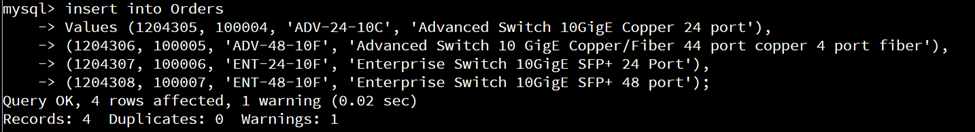 mysql> insert into Orders
    -> Values (1204305, 100004, 'ADV-24-10C', 'Advanced Switch 10GigE Copper 24 port'),
    -> (1204306, 100005, 'ADV-48-10F', 'Advanced Switch 10 GigE Copper/Fiber 44 port copper 4 port fiber'),
    -> (1204307, 100006, 'ENT-24-10F', 'Enterprise Switch 10GigE SFP+ 24 Port'),
    -> (1204308, 100007, 'ENT-48-10F', 'Enterprise Switch 10GigE SFP+ 48 port');
Query OK, 4 rows affected, 1 warning (0.02 sec)
Records: 4  Duplicates: 0  Warnings: 1